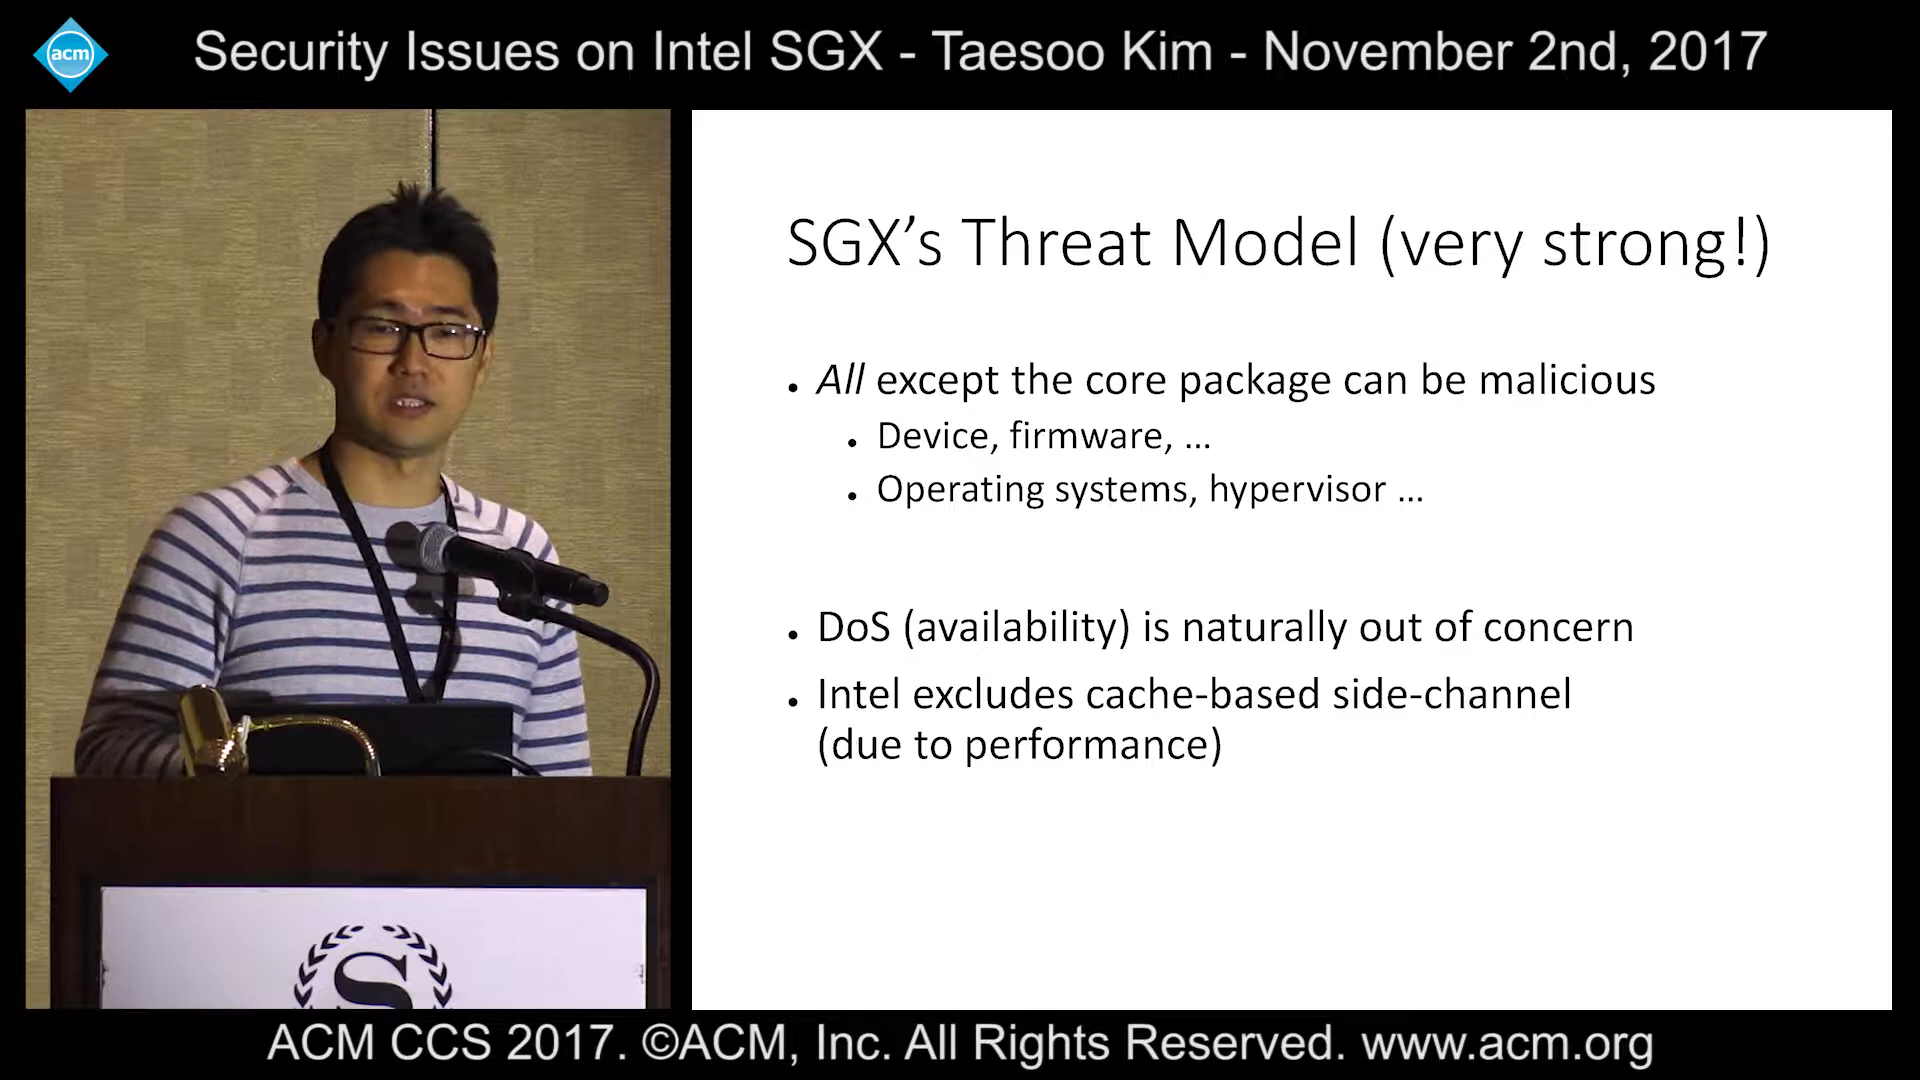 acm
Security Issues on Intel SGX - Taesoo Kim - November 2nd, 2017
SGX’s Threat Model (very strong!)
• All except the core package can be malicious
• Device, firmware, ...
• Operating systems, hypervisor ...
• DoS (availability) is naturally out of concern
• Intel excludes cache-based side-channel
(due to performance)
S
ACM CCS 2017. ©ACM, Inc. All Rights Reserved. www.acm.org